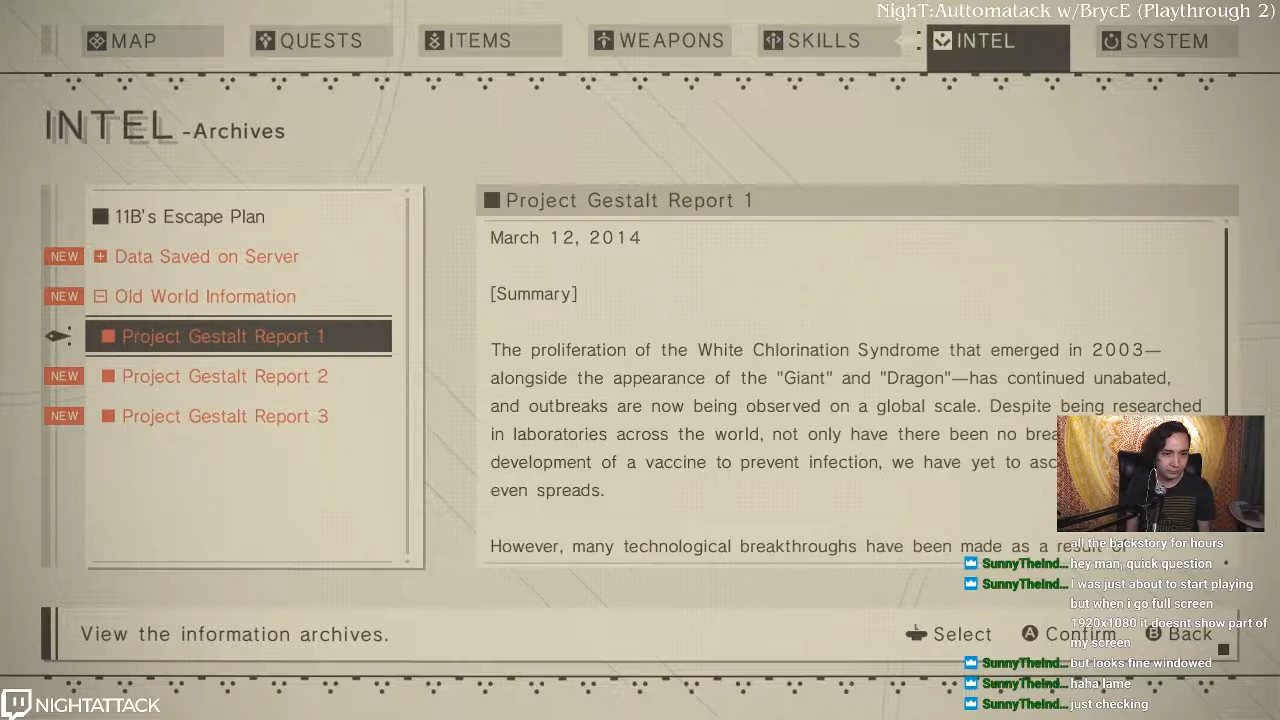 NighT:Auttomatack w/BrycE (Playthrough 2)
MAP
QUESTS
ITEMS
WEAPONS
SKILLS
INTEL
SYSTEM
INTEL -Archives
11B's Escape Plan
NEW Data Saved on Server
NEW Old World Information
Project Gestalt Report 1
NEW Project Gestalt Report 2
NEW Project Gestalt Report 3
Project Gestalt Report 1
March 12, 2014
[Summary]
The proliferation of the White Chlorination Syndrome that emerged in 2003—
alongside the appearance of the "Giant" and "Dragon"—has continued unabated,
and outbreaks are now being observed on a global scale. Despite being researched
in laboratories across the world, not only have there been no brea
development of a vaccine to prevent infection, we have yet to asc
even spreads.
However, many technological breakthroughs have been made as a result of
all the backstory for hours
SunnyTheInd... hey man, quick question
SunnyTheInd... I was just about to start playing
but when i go full screen
1920x1080 it doesnt show part of
my screen
SunnyTheInd... but looks fine windowed
SunnyTheInd... haha lame
SunnyTheInd... just checking
View the information archives.
Select
A Confirm
B Back
NIGHTATTACK